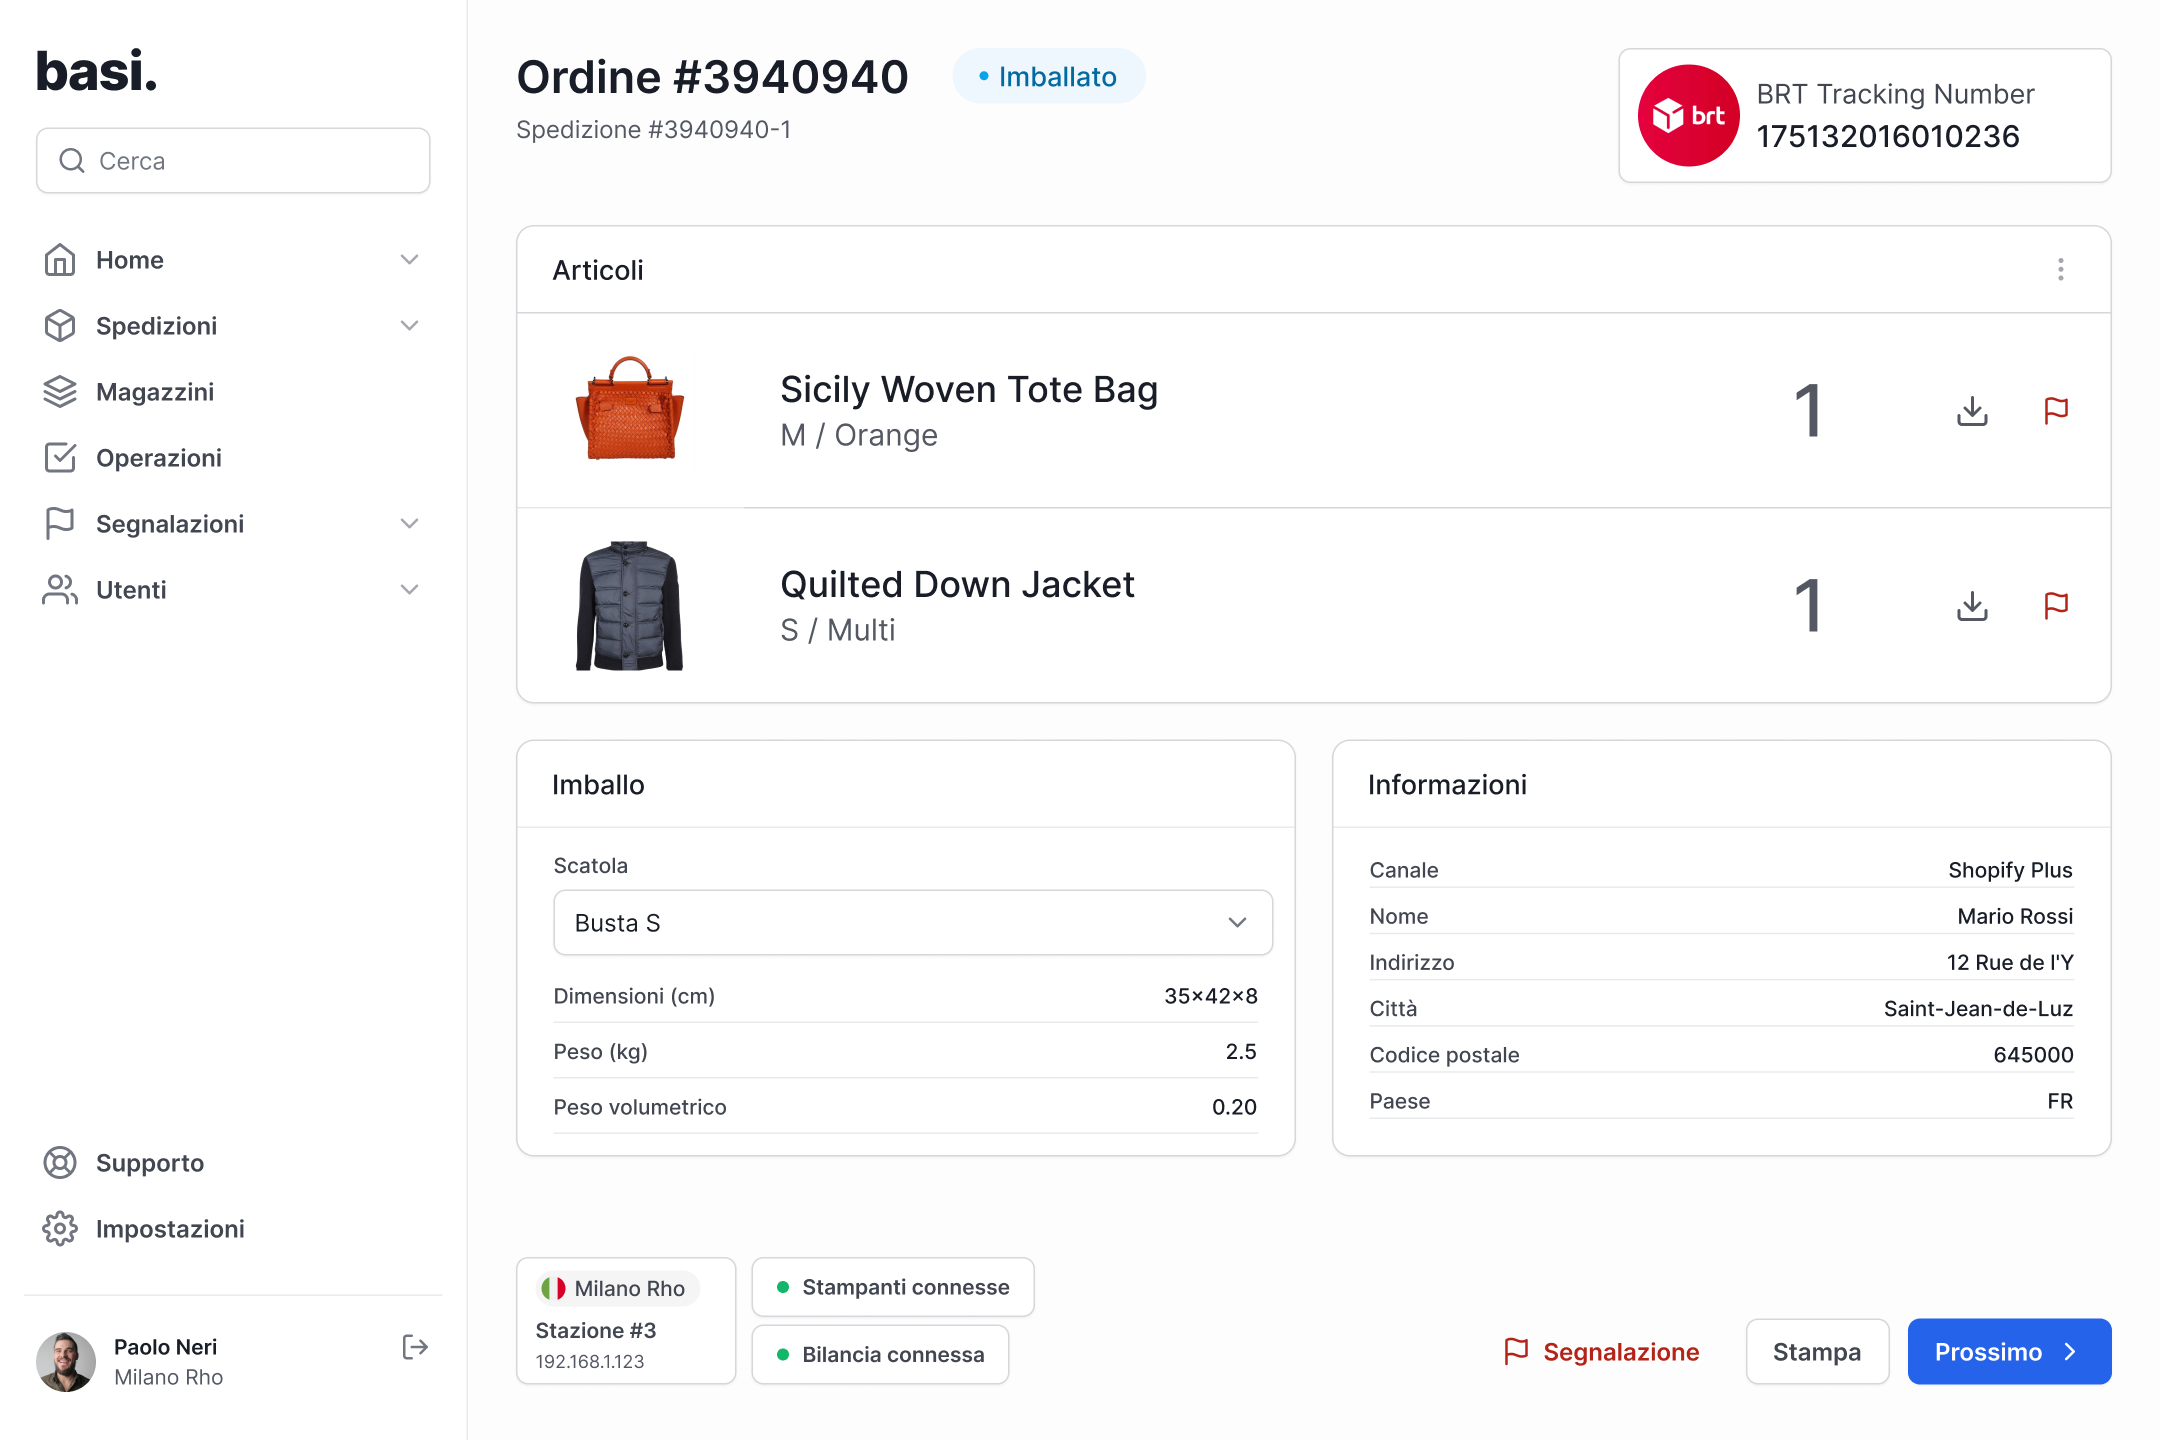 basi.
Cerca
Home
Spedizioni
Magazzini
Operazioni
Segnalazioni
Utenti
Supporto
Impostazioni
Paolo Neri
Milano Rho
Ordine #3940940
Imballato
Spedizione #3940940-1
brt
BRT Tracking Number
175132016010236
Articoli
Sicily Woven Tote Bag
M / Orange
1
Quilted Down Jacket
S / Multi
1
Imballo
Scatola
Busta S
Dimensioni (cm) 35×42×8
Peso (kg) 2.5
Peso volumetrico 0.20
Informazioni
Canale Shopify Plus
Nome Mario Rossi
Indirizzo 12 Rue de l'Y
Città Saint-Jean-de-Luz
Codice postale 645000
Paese FR
Milano Rho
Stazione #3
192.168.1.123
Stampanti connesse
Bilancia connessa
Segnalazione
Stampa
Prossimo